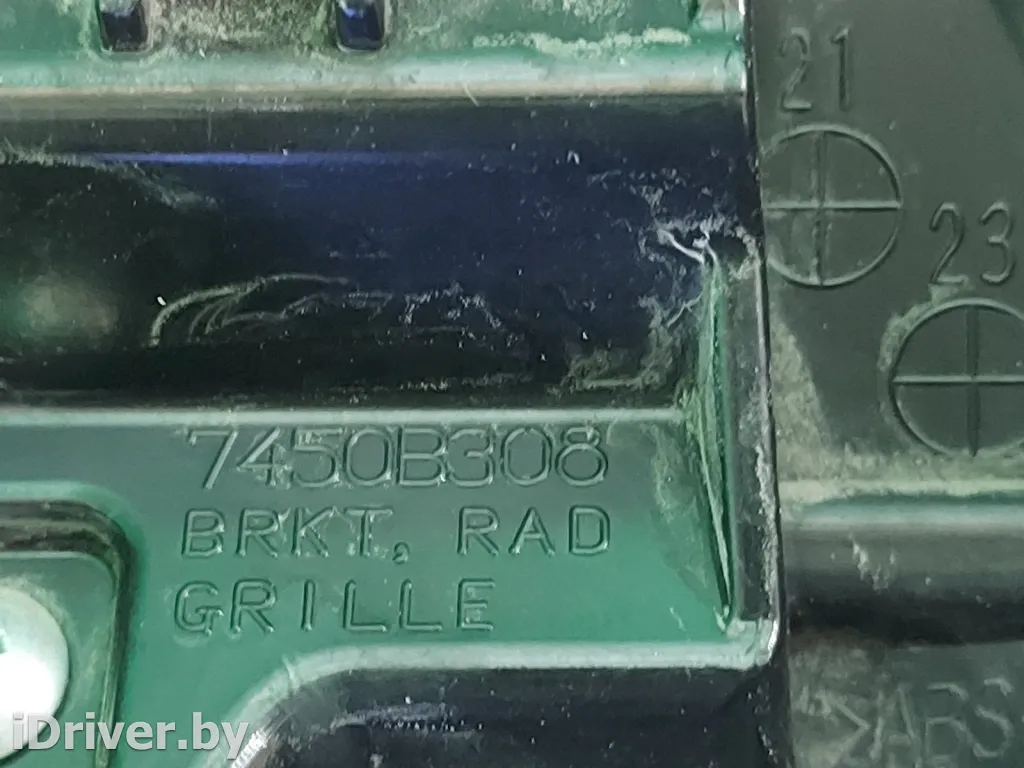 21
23
7450B308
BRKT, RAD
GRILLE
>ABS
iDriver.by